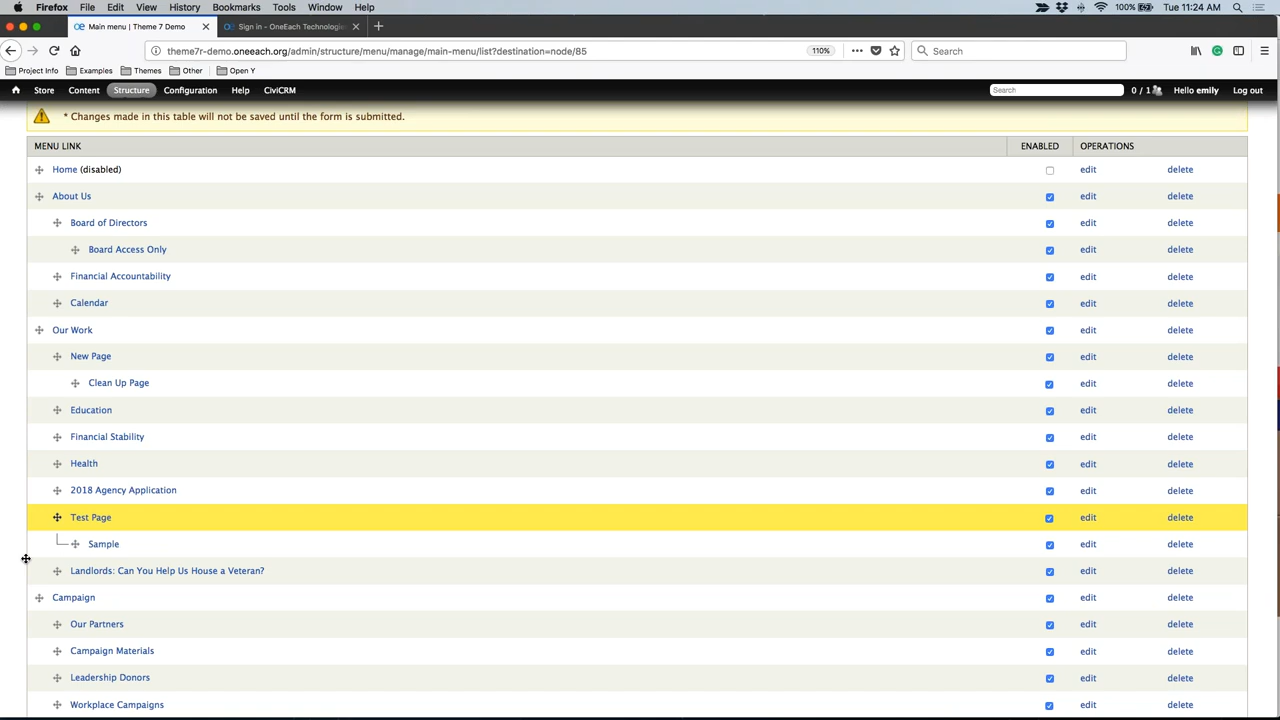 Firefox File Edit View History Bookmarks Tools Window Help 100% Tue 11:24 AM
Main menu | Theme 7 Demo Sign in - OneEach Technologie
theme7r-demo.oneeach.org/admin/structure/menu/manage/main-menu/list?destination=node/85 110% Search
Project Info Examples Themes Other Open Y
Store Content Structure Configuration Help CiviCRM Search 0 / 1 Hello emily Log out
* Changes made in this table will not be saved until the form is submitted.
MENU LINK ENABLED OPERATIONS
Home (disabled) edit delete
About Us edit delete
Board of Directors edit delete
Board Access Only edit delete
Financial Accountability edit delete
Calendar edit delete
Our Work edit delete
New Page edit delete
Clean Up Page edit delete
Education edit delete
Financial Stability edit delete
Health edit delete
2018 Agency Application edit delete
Test Page edit delete
Sample edit delete
Landlords: Can You Help Us House a Veteran? edit delete
Campaign edit delete
Our Partners edit delete
Campaign Materials edit delete
Leadership Donors edit delete
Workplace Campaigns edit delete